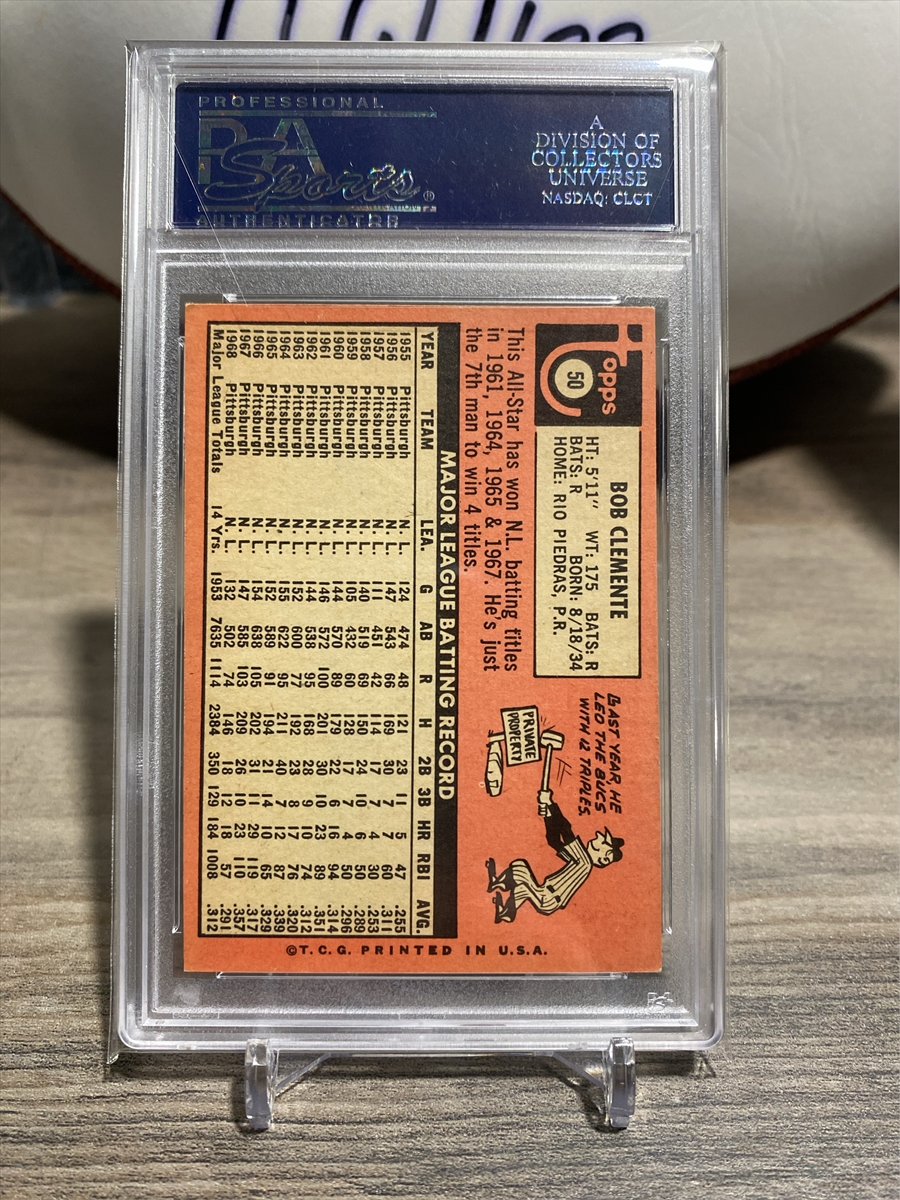 PROFESSIONAL
PSA
Sports®
AUTHENTICATOR
A
DIVISION OF
COLLECTORS
UNIVERSE
NASDAQ: CLCT
Topps
50
BOB CLEMENTE
HT: 5'11" WT: 175 BATS: R
BATS: R BORN: 8/18/34
HOME: RIO PIEDRAS, P.R.
LAST YEAR, HE
LED THE BUCS
WITH 12 TRIPLES.
PRIVATE
PROPERTY
This All-Star has won N.L. batting titles
in 1961, 1964, 1965 & 1967. He's just
the 7th man to win 4 titles.
MAJOR LEAGUE BATTING RECORD
YEAR TEAM LEA. G AB R H 2B 3B HR RBI AVG.
1955 Pittsburgh N. L. 124 474 48 121 23 11 5 47 .255
1956 Pittsburgh N. L. 147 543 66 169 30 7 7 60 .311
1957 Pittsburgh N. L. 111 451 42 114 17 7 4 30 .253
1958 Pittsburgh N. L. 140 519 69 150 24 10 6 50 .289
1959 Pittsburgh N. L. 105 432 60 128 17 7 4 50 .296
1960 Pittsburgh N. L. 144 570 89 179 22 6 16 94 .314
1961 Pittsburgh N. L. 146 572 100 201 30 10 23 89 .351
1962 Pittsburgh N. L. 144 538 95 168 28 9 10 74 .312
1963 Pittsburgh N. L. 152 600 77 192 23 8 17 76 .320
1964 Pittsburgh N. L. 155 622 95 211 40 7 12 87 .339
1965 Pittsburgh N. L. 152 589 91 194 21 14 10 65 .329
1966 Pittsburgh N. L. 154 638 105 202 31 11 29 119 .317
1967 Pittsburgh N. L. 147 585 103 209 26 10 23 110 .357
1968 Pittsburgh N. L. 132 502 74 146 18 12 18 57 .291
Major League Totals 14 Yrs. 1953 7635 1114 2384 350 129 184 1008 .312
©T.C.G. PRINTED IN U.S.A.